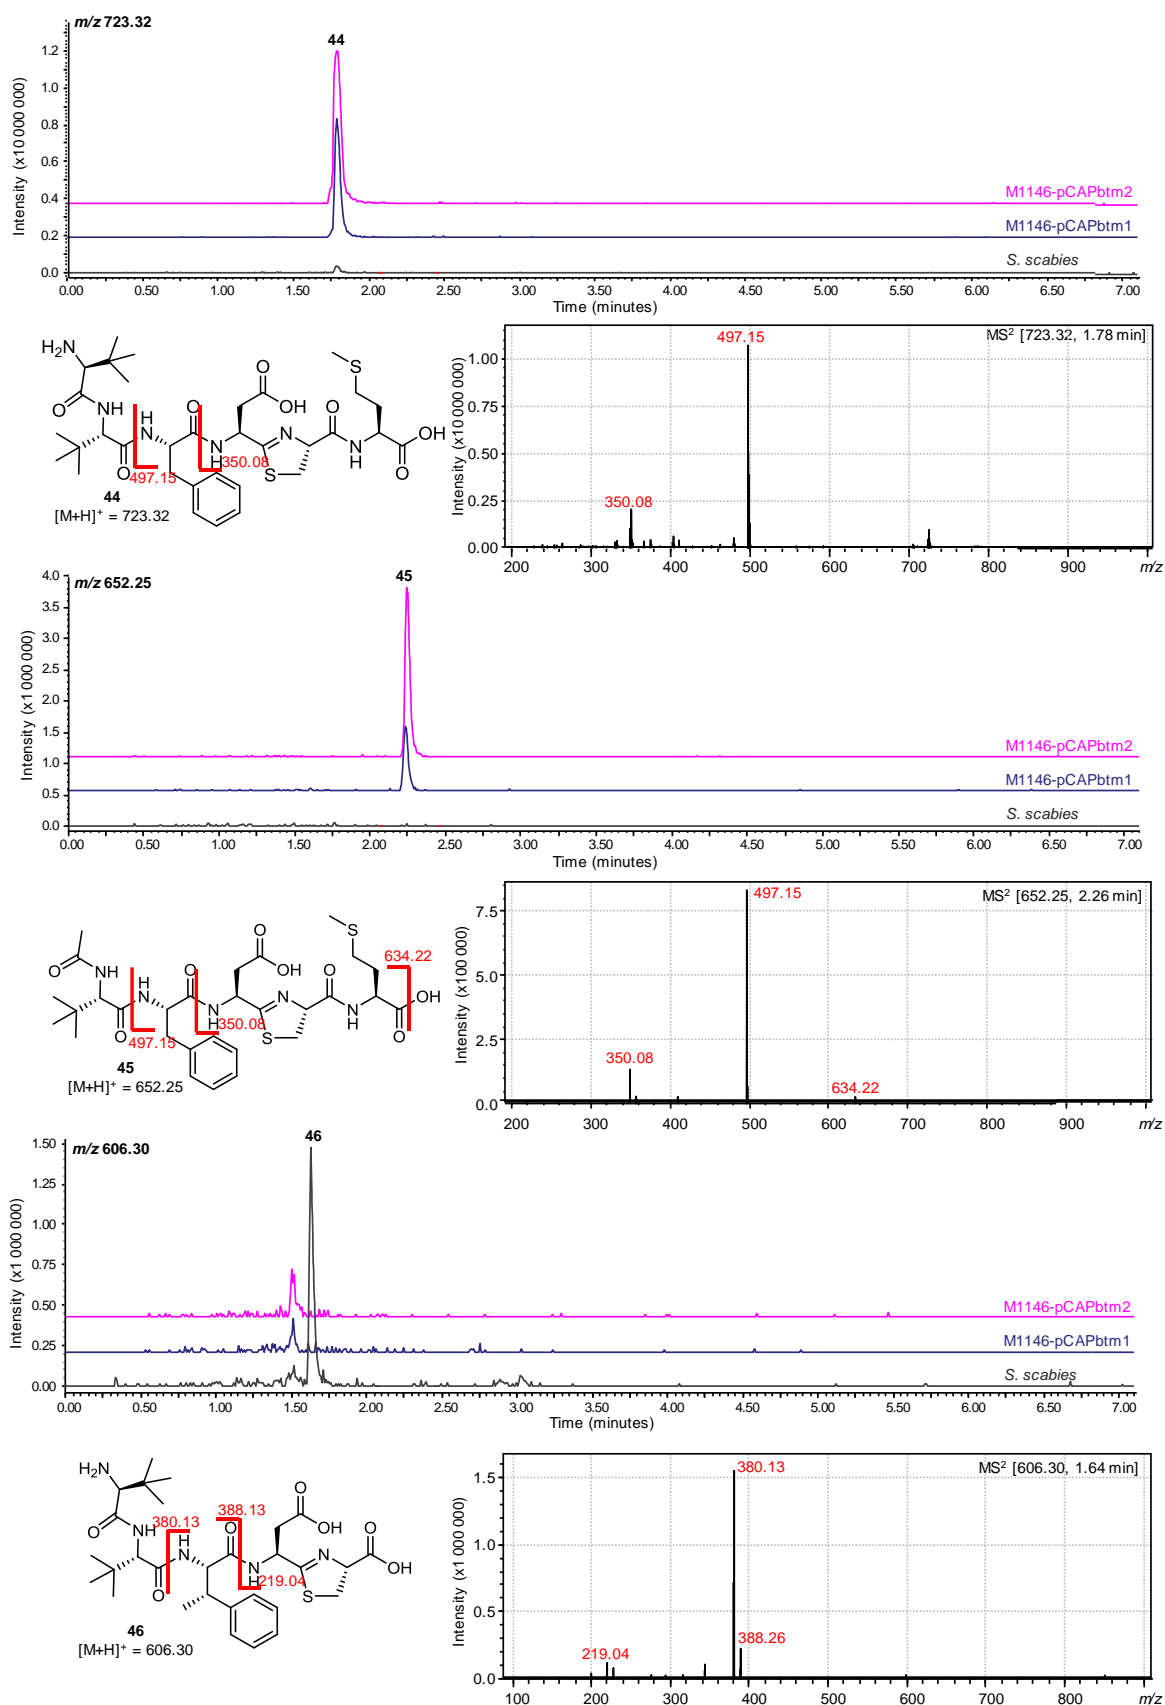 m/z 723.32
44
Intensity (x10 000 000)
1.2
1.0
0.8
0.6
0.4
0.2
0.0
M1146-pCAPbtm2
M1146-pCAPbtm1
S. scabies
0.00 0.50 1.00 1.50 2.00 2.50 3.00 3.50 4.00 4.50 5.00 5.50 6.00 6.50 7.00
Time (minutes)
H₂N
O
NH
H
N
O
O
OH
N
H
N
S
O
N
H
S
O
OH
O
497.15
350.08
44
[M+H]⁺ = 723.32
MS² [723.32, 1.78 min]
Intensity (x10 000 000)
1.00
0.75
0.50
0.25
0.00
497.15
350.08
200 300 400 500 600 700 800 900 m/z
m/z 652.25
45
Intensity (x1 000 000)
4.0
3.5
3.0
2.5
2.0
1.5
1.0
0.5
0.0
M1146-pCAPbtm2
M1146-pCAPbtm1
S. scabies
0.00 0.50 1.00 1.50 2.00 2.50 3.00 3.50 4.00 4.50 5.00 5.50 6.00 6.50 7.00
Time (minutes)
O
NH
O
H
N
O
N
H
O
OH
N
S
O
N
H
S
O
OH
634.22
497.15
350.08
45
[M+H]⁺ = 652.25
MS² [652.25, 2.26 min]
Intensity (x100 000)
7.5
5.0
2.5
0.0
497.15
350.08
634.22
200 300 400 500 600 700 800 900 m/z
m/z 606.30
46
Intensity (x1 000 000)
1.50
1.25
1.00
0.75
0.50
0.25
0.00
M1146-pCAPbtm2
M1146-pCAPbtm1
S. scabies
0.00 0.50 1.00 1.50 2.00 2.50 3.00 3.50 4.00 4.50 5.00 5.50 6.00 6.50 7.00
Time (minutes)
H₂N
O
NH
O
H
N
O
N
H
O
OH
N
S
O
OH
380.13
388.13
219.04
46
[M+H]⁺ = 606.30
MS² [606.30, 1.64 min]
Intensity (x1 000 000)
1.5
1.0
0.5
0.0
380.13
388.26
219.04
100 200 300 400 500 600 700 800 m/z